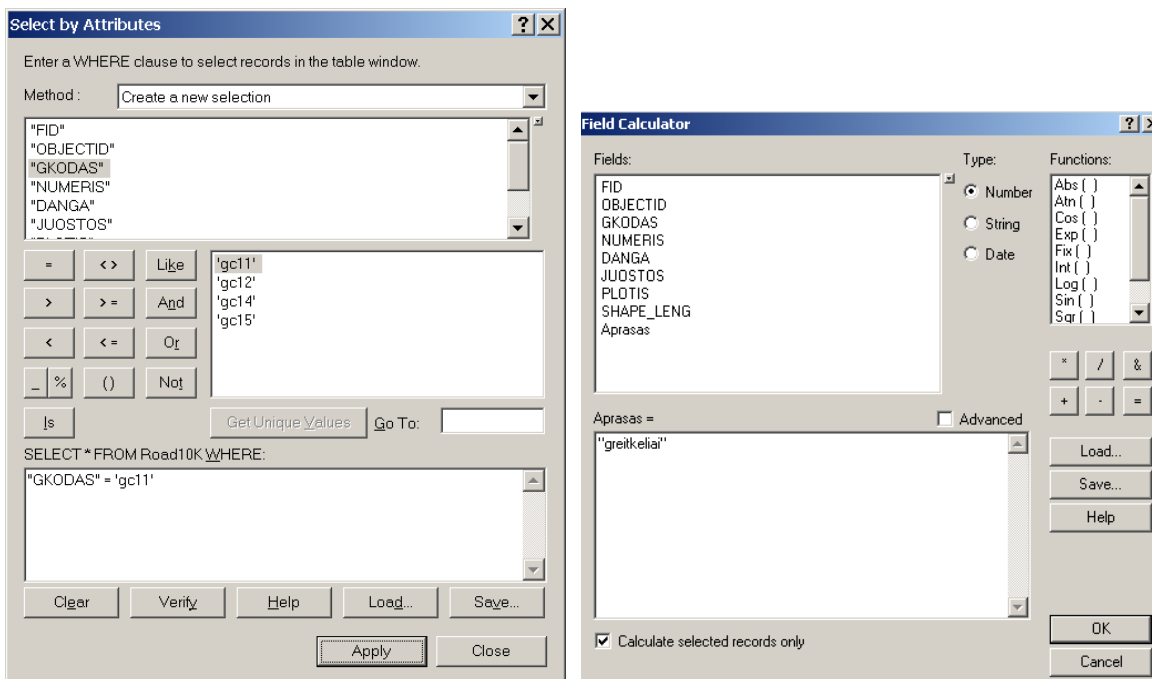 Select by Attributes
Enter a WHERE clause to select records in the table window.
Method : Create a new selection
"FID"
"OBJECTID"
"GKODAS"
"NUMERIS"
"DANGA"
"JUOSTOS"
= <> Like
> >= And
< <= Or
_ % () Not
Is
'gc11'
'gc12'
'gc14'
'gc15'
Get Unique Values Go To:
SELECT * FROM Road10K WHERE:
"GKODAS" = 'gc11'
Clear Verify Help Load... Save...
Apply Close
Field Calculator
Fields:
FID
OBJECTID
GKODAS
NUMERIS
DANGA
JUOSTOS
PLOTIS
SHAPE_LENG
Aprasas
Type:
Number
String
Date
Functions:
Abs ( )
Atn ( )
Cos ( )
Exp ( )
Fix ( )
Int ( )
Log ( )
Sin ( )
Sqr ( )
* / &
+ - =
Aprasas =
Advanced
"greitkeliai"
Load...
Save...
Help
Calculate selected records only
OK
Cancel